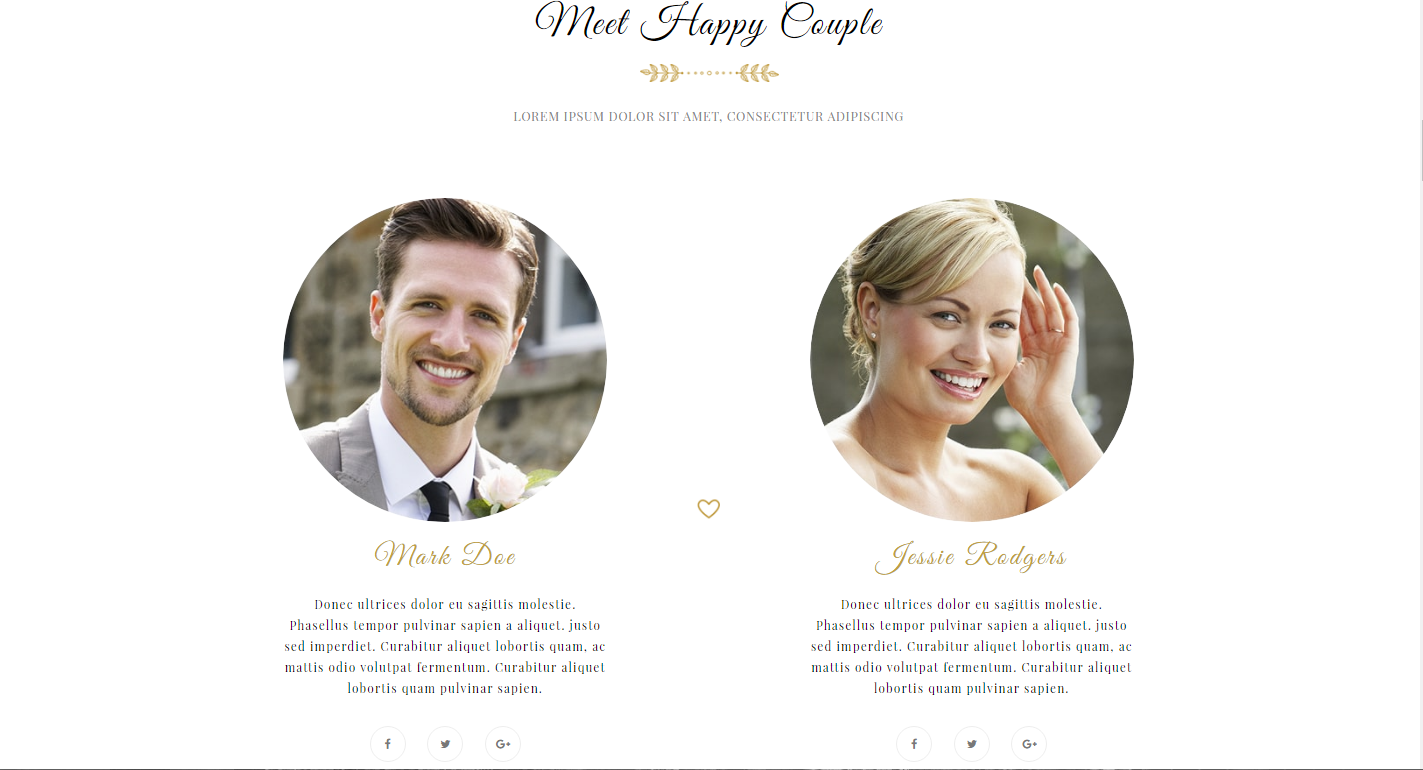 Meet Happy Couple
LOREM IPSUM DOLOR SIT AMET, CONSECTETUR ADIPISCING
Mark Doe
Donec ultrices dolor eu sagittis molestie.
Phasellus tempor pulvinar sapien a aliquet. justo
sed imperdiet. Curabitur aliquet lobortis quam, ac
mattis odio volutpat fermentum. Curabitur aliquet
lobortis quam pulvinar sapien.
Jessie Rodgers
Donec ultrices dolor eu sagittis molestie.
Phasellus tempor pulvinar sapien a aliquet. justo
sed imperdiet. Curabitur aliquet lobortis quam, ac
mattis odio volutpat fermentum. Curabitur aliquet
lobortis quam pulvinar sapien.